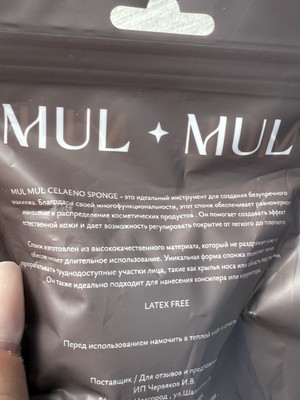 MUL ✦ MUL
MUL MUL CELAENO SPONGE – это идеальный инструмент для создания безупречного
макияжа. Благодаря своей многофункциональности, этот спонж обеспечивает равномерное
нанесение и распределение косметических продуктов . Он помогает создавать эффект
естественной кожи и дает возможность регулировать покрытие от легкого до плотного.
Спонж изготовлен из высококачественного материала, который не
обеспечивает длительное использование. Уникальная форма спонжа
прорабатывать труднодоступные участки лица, такие как крылья носа или
Он также идеально подходит для нанесения консилера или
LATEX FREE
Перед использованием намочить в теплой
Поставщик / Для отзывов и
ИП Червяков И.В.
Новгород , ул.